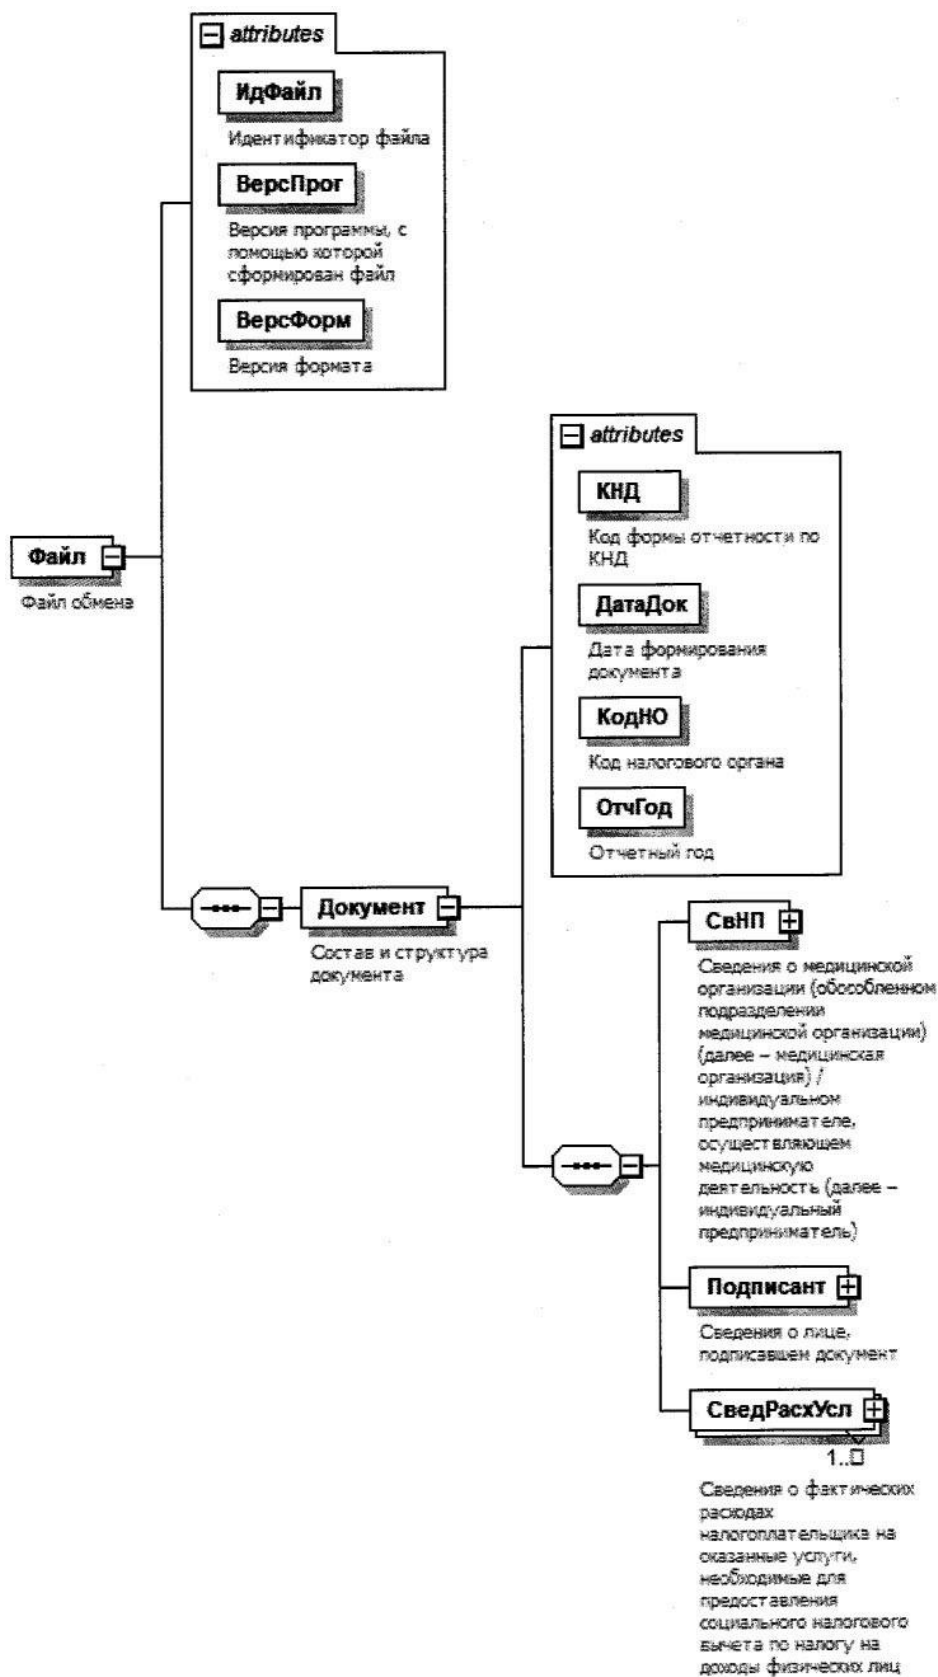 attributes
ИдФайл
Идентификатор файла
ВерсПрог
Версия программы, с
помощью которой
сформирован файл
ВерсФорм
Версия формата
Файл
Файл обмена
attributes
КНД
Код формы отчетности по
КНД
ДатаДок
Дата формирования
документа
КодНО
Код налогового органа
ОтчГод
Отчетный год
Документ
Состав и структура
документа
СвНП
Сведения о медицинской
организации (обособленном
подразделении
медицинской организации)
(далее – медицинская
организация) /
индивидуальном
предпринимателе,
осуществляющем
медицинскую
деятельность (далее –
индивидуальный
предприниматель)
Подписант
Сведения о лице,
подписавшем документ
СведРасхУсл
1..□
Сведения о фактических
расходах
налогоплательщика на
оказанные услуги,
необходимые для
предоставления
социального налогового
вычета по налогу на
доходы физических лиц